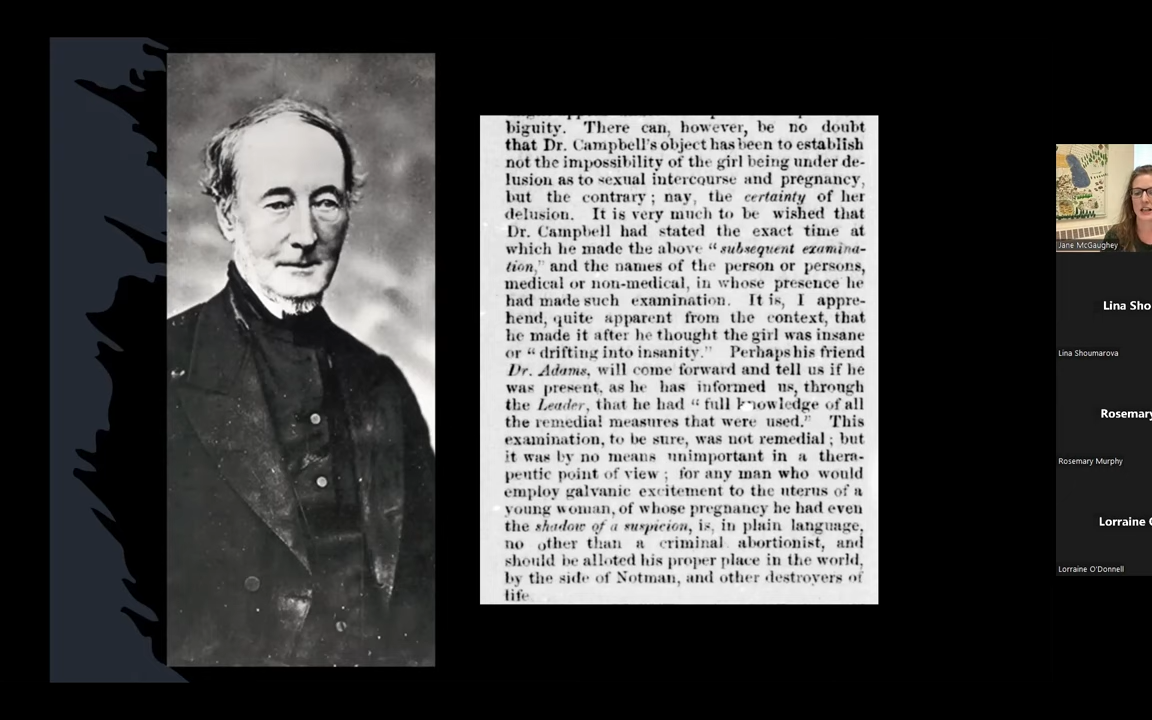 biguity. There can, however, be no doubt
that Dr. Campbell's object has been to establish
not the impossibility of the girl being under de-
lusion as to sexual intercourse and pregnancy,
but the contrary; nay, the certainty of her
delusion. It is very much to be wished that
Dr. Campbell had stated the exact time at
which he made the above "subsequent examina-
tion," and the names of the person or persons,
medical or non-medical, in whose presence he
had made such examination. It is, I appre-
hend, quite apparent from the context, that
he made it after he thought the girl was insane
or "drifting into insanity." Perhaps his friend
Dr. Adams, will come forward and tell us if he
was present, as he has informed us, through
the Leader, that he had "full knowledge of all
the remedial measures that were used." This
examination, to be sure, was not remedial; but
it was by no means unimportant in a thera-
peutic point of view; for any man who would
employ galvanic excitement to the uterus of a
young woman, of whose pregnancy he had even
the shadow of a suspicion, is, in plain language,
no other than a criminal abortionist, and
should be alloted his proper place in the world,
by the side of Notman, and other destroyers of
life
Jane McGaughey
Lina Sho
Lina Shoumarova
Rosemary
Rosemary Murphy
Lorraine
Lorraine O'Donnell